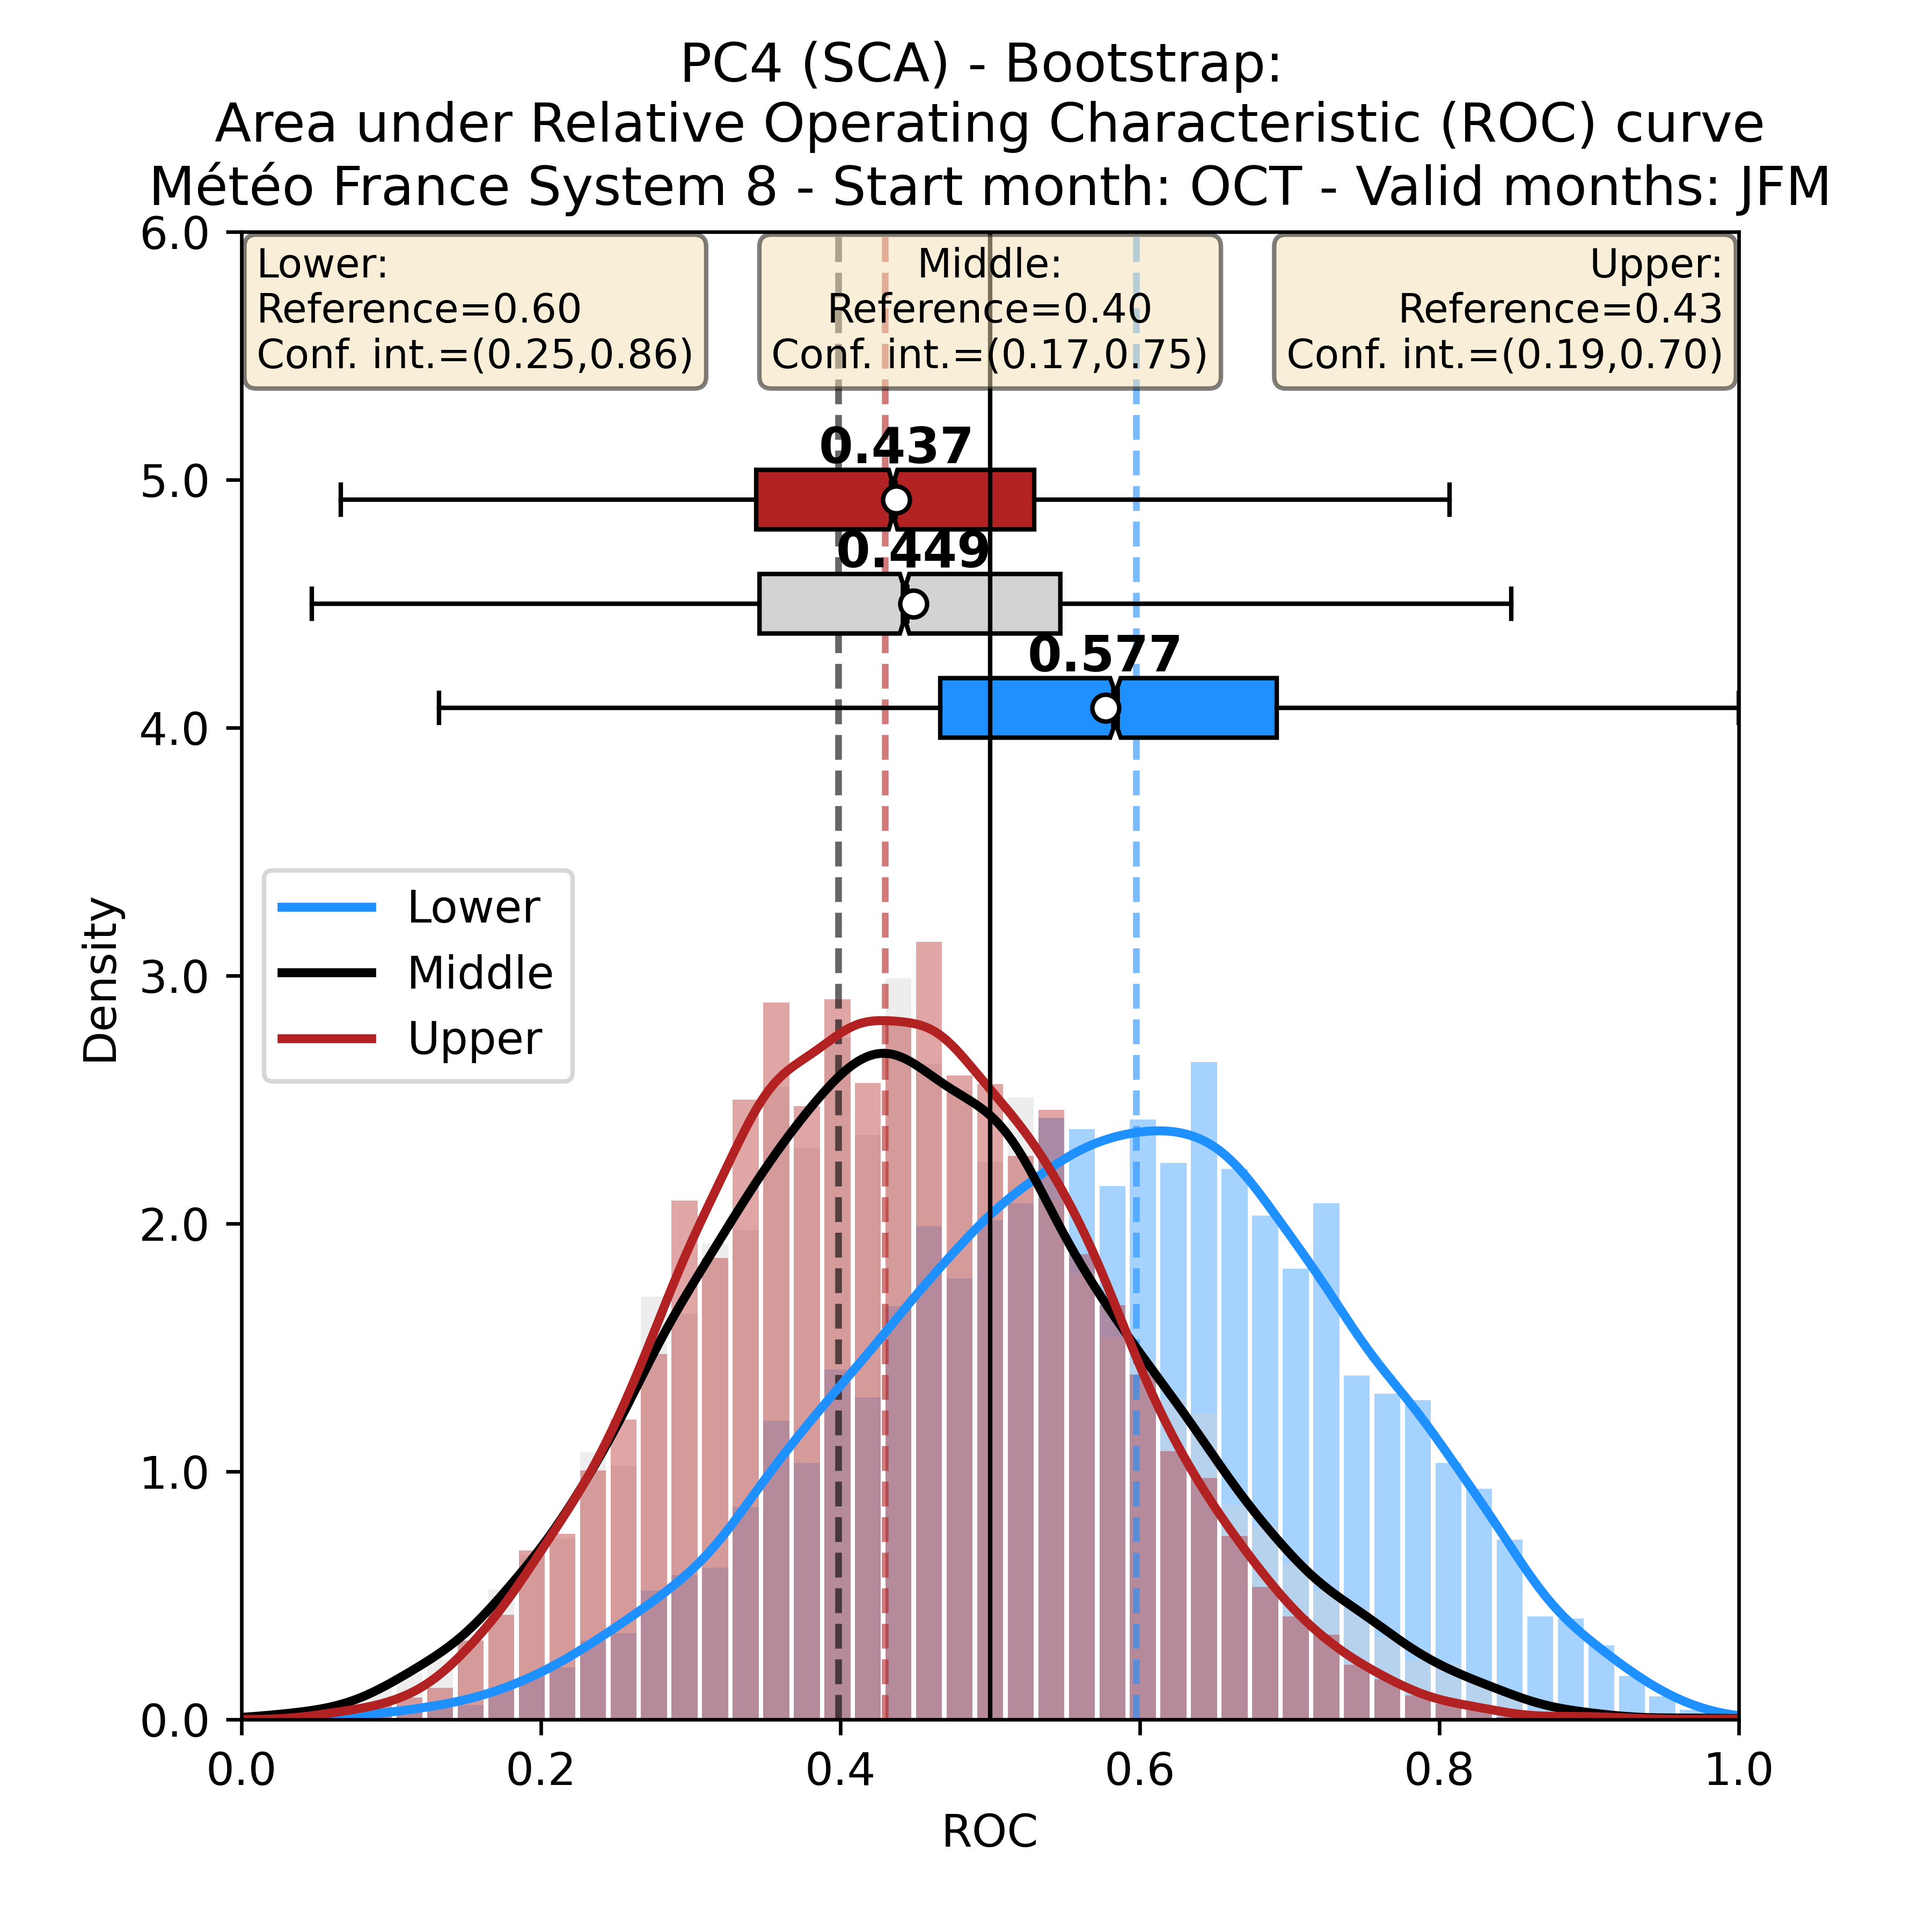 PC4 (SCA) - Bootstrap:
Area under Relative Operating Characteristic (ROC) curve
Météo France System 8 - Start month: OCT - Valid months: JFM
6.0
Lower:
Reference=0.60
Conf. int.=(0.25,0.86)
Middle:
Reference=0.40
Conf. int.=(0.17,0.75)
Upper:
Reference=0.43
Conf. int.=(0.19,0.70)
0.437
5.0
0.449
0.577
4.0
Lower
Middle
Upper
Density
3.0
2.0
1.0
0.0
0.0 0.2 0.4 0.6 0.8 1.0
ROC